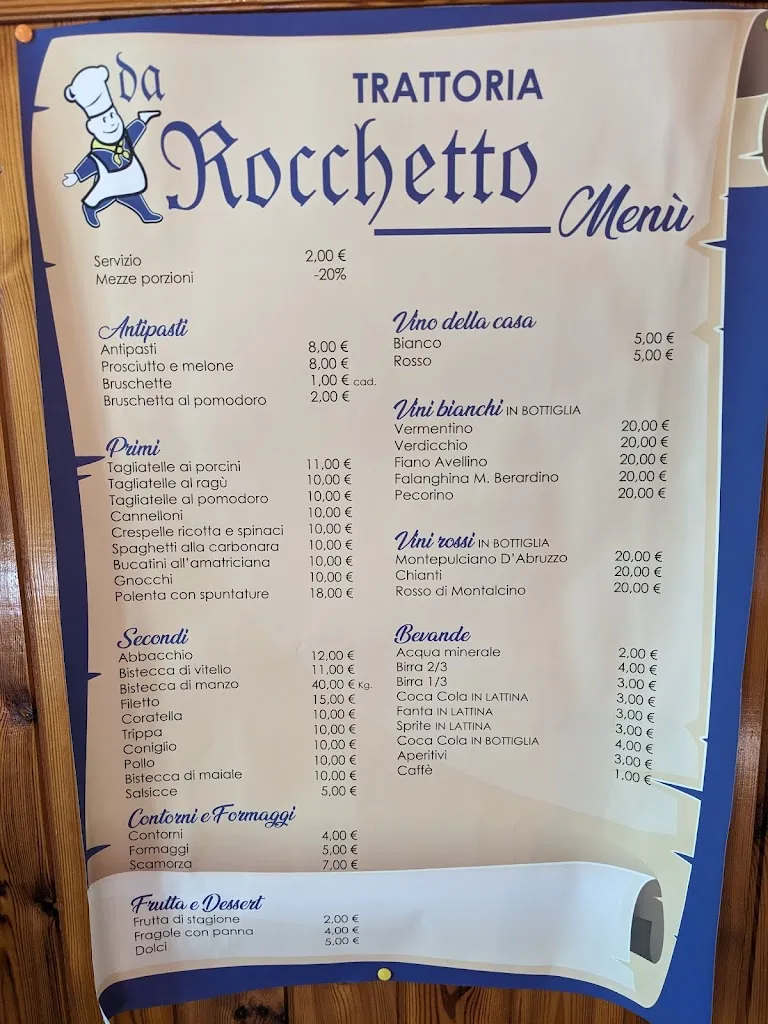 da
TRATTORIA
Rocchetto
Menù
Servizio 2,00 €
Mezze porzioni -20%
Antipasti
Antipasti 8,00 €
Prosciutto e melone 8,00 €
Bruschette 1,00 € cad.
Bruschetta al pomodoro 2,00 €
Primi
Tagliatelle ai porcini 11,00 €
Tagliatelle al ragù 10,00 €
Tagliatelle al pomodoro 10,00 €
Cannelloni 10,00 €
Crespelle ricotta e spinaci 10,00 €
Spaghetti alla carbonara 10,00 €
Bucatini all'amatriciana 10,00 €
Gnocchi 10,00 €
Polenta con spuntature 18,00 €
Secondi
Abbacchio 12,00 €
Bistecca di vitello 11,00 €
Bistecca di manzo 40,00 € Kg.
Filetto 15,00 €
Coratella 10,00 €
Trippa 10,00 €
Coniglio 10,00 €
Pollo 10,00 €
Bistecca di maiale 10,00 €
Salsicce 5,00 €
Contorni e Formaggi
Contorni 4,00 €
Formaggi 5,00 €
Scamorza 7,00 €
Frutta e Dessert
Frutta di stagione 2,00 €
Fragole con panna 4,00 €
Dolci 5,00 €
Vino della casa
Bianco 5,00 €
Rosso 5,00 €
Vini bianchi IN BOTTIGLIA
Vermentino 20,00 €
Verdicchio 20,00 €
Fiano Avellino 20,00 €
Falanghina M. Berardino 20,00 €
Pecorino 20,00 €
Vini rossi IN BOTTIGLIA
Montepulciano D'Abruzzo 20,00 €
Chianti 20,00 €
Rosso di Montalcino 20,00 €
Bevande
Acqua minerale 2,00 €
Birra 2/3 4,00 €
Birra 1/3 3,00 €
Coca Cola IN LATTINA 3,00 €
Fanta IN LATTINA 3,00 €
Sprite IN LATTINA 3,00 €
Coca Cola IN BOTTIGLIA 4,00 €
Aperitivi 3,00 €
Caffè 1,00 €